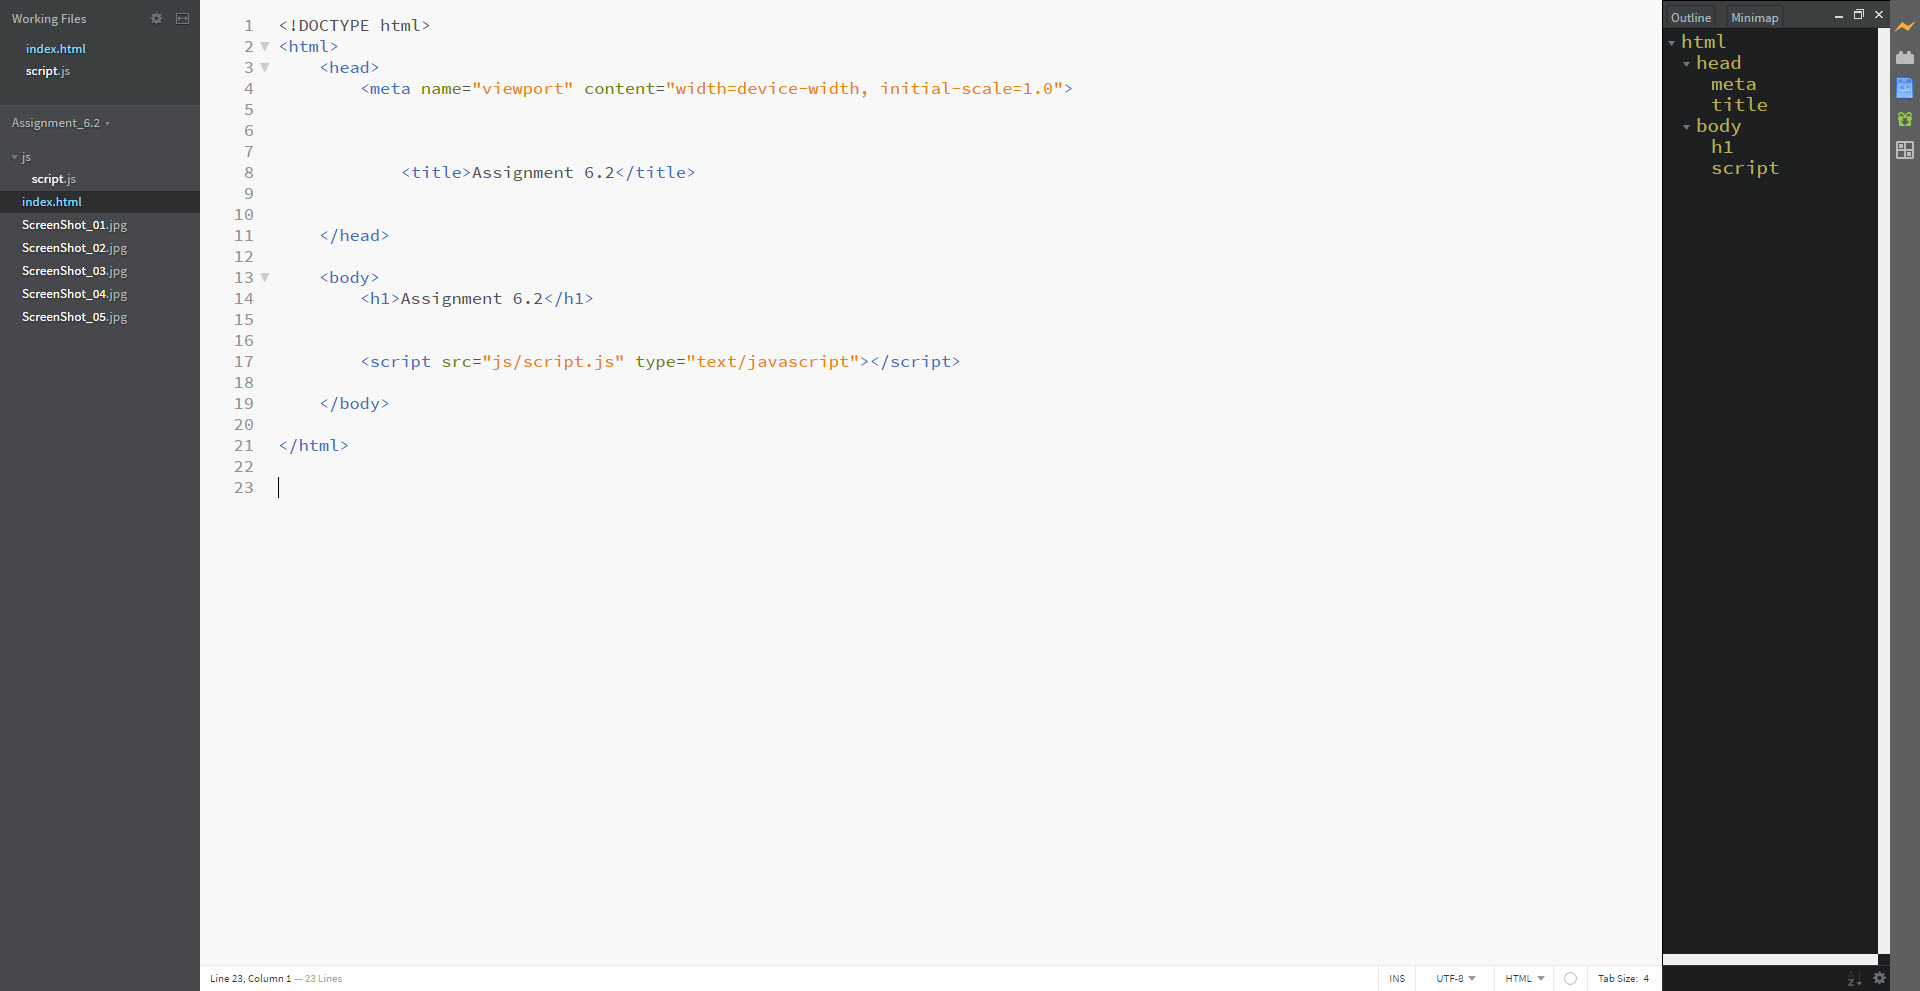 Working Files
index.html
script.js
Assignment_6.2
js
script.js
index.html
ScreenShot_01.jpg
ScreenShot_02.jpg
ScreenShot_03.jpg
ScreenShot_04.jpg
ScreenShot_05.jpg
1 <!DOCTYPE html>
2 <html>
3 <head>
4 <meta name="viewport" content="width=device-width, initial-scale=1.0">
5
6
7
8 <title>Assignment 6.2</title>
9
10
11 </head>
12
13 <body>
14 <h1>Assignment 6.2</h1>
15
16
17 <script src="js/script.js" type="text/javascript"></script>
18
19 </body>
20
21 </html>
22
23
Line 23, Column 1 — 23 Lines
INS UTF-8 HTML Tab Size: 4
Outline Minimap
html
head
meta
title
body
h1
script